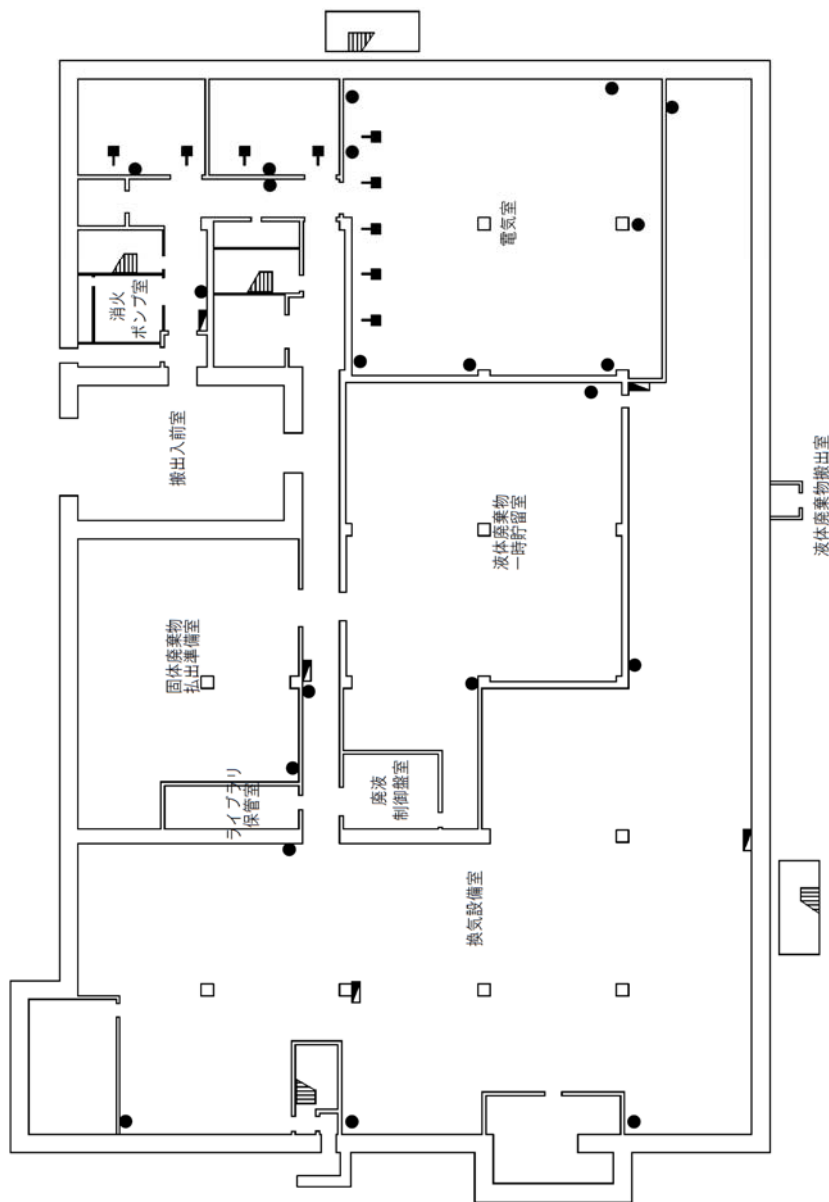 消火
ポンプ室
搬出入前室
電気室
固体廃棄物
払出準備室
液体廃棄物
一時貯留室
液体廃棄物搬出室
ライブラリ
保管室
廃液
制御盤室
換気設備室